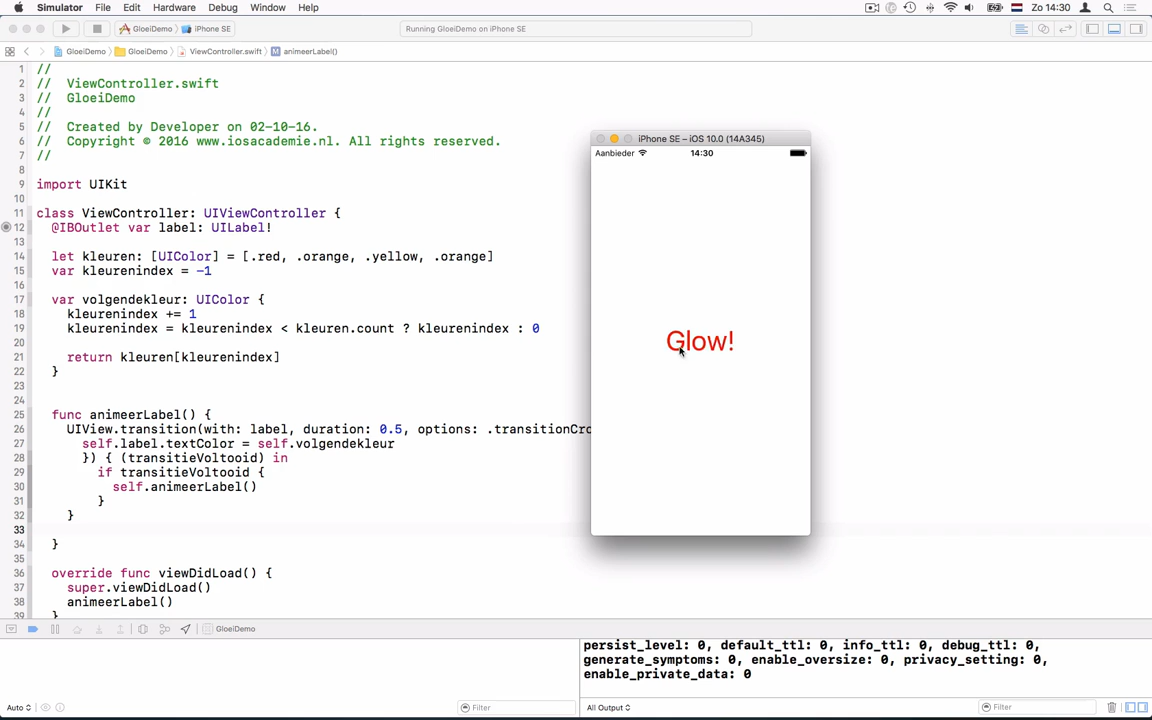 Simulator File Edit Hardware Debug Window Help Zo 14:30
GloeiDemo iPhone SE Running GloeiDemo on iPhone SE
GloeiDemo GloeiDemo ViewController.swift M animeerLabel()
1 //
2 // ViewController.swift
3 // GloeiDemo
4 //
5 // Created by Developer on 02-10-16.
6 // Copyright © 2016 www.iosacademie.nl. All rights reserved.
7 //
8
9 import UIKit
10
11 class ViewController: UIViewController {
12 @IBOutlet var label: UILabel!
13
14 let kleuren: [UIColor] = [.red, .orange, .yellow, .orange]
15 var kleurenindex = -1
16
17 var volgendekleur: UIColor {
18 kleurenindex += 1
19 kleurenindex = kleurenindex < kleuren.count ? kleurenindex : 0
20
21 return kleuren[kleurenindex]
22 }
23
24
25 func animeerLabel() {
26 UIView.transition(with: label, duration: 0.5, options: .transitionCro
27 self.label.textColor = self.volgendekleur
28 }) { (transitieVoltooid) in
29 if transitieVoltooid {
30 self.animeerLabel()
31 }
32 }
33
34 }
35
36 override func viewDidLoad() {
37 super.viewDidLoad()
38 animeerLabel()
39 }
iPhone SE – iOS 10.0 (14A345)
Aanbieder 14:30
Glow!
GloeiDemo
persist_level: 0, default_ttl: 0, info_ttl: 0, debug_ttl: 0,
generate_symptoms: 0, enable_oversize: 0, privacy_setting: 0,
enable_private_data: 0
Auto Filter All Output Filter